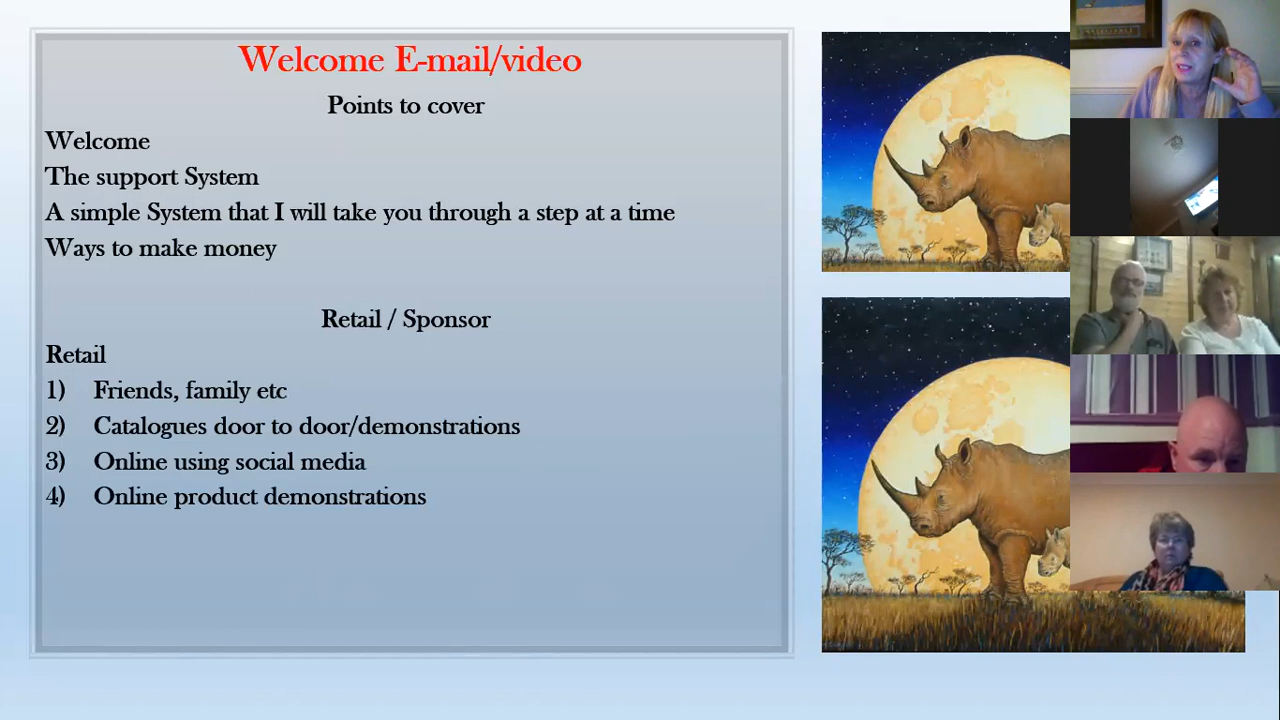 Welcome E-mail/video
Points to cover
Welcome
The support System
A simple System that I will take you through a step at a time
Ways to make money
Retail / Sponsor
Retail
1) Friends, family etc
2) Catalogues door to door/demonstrations
3) Online using social media
4) Online product demonstrations